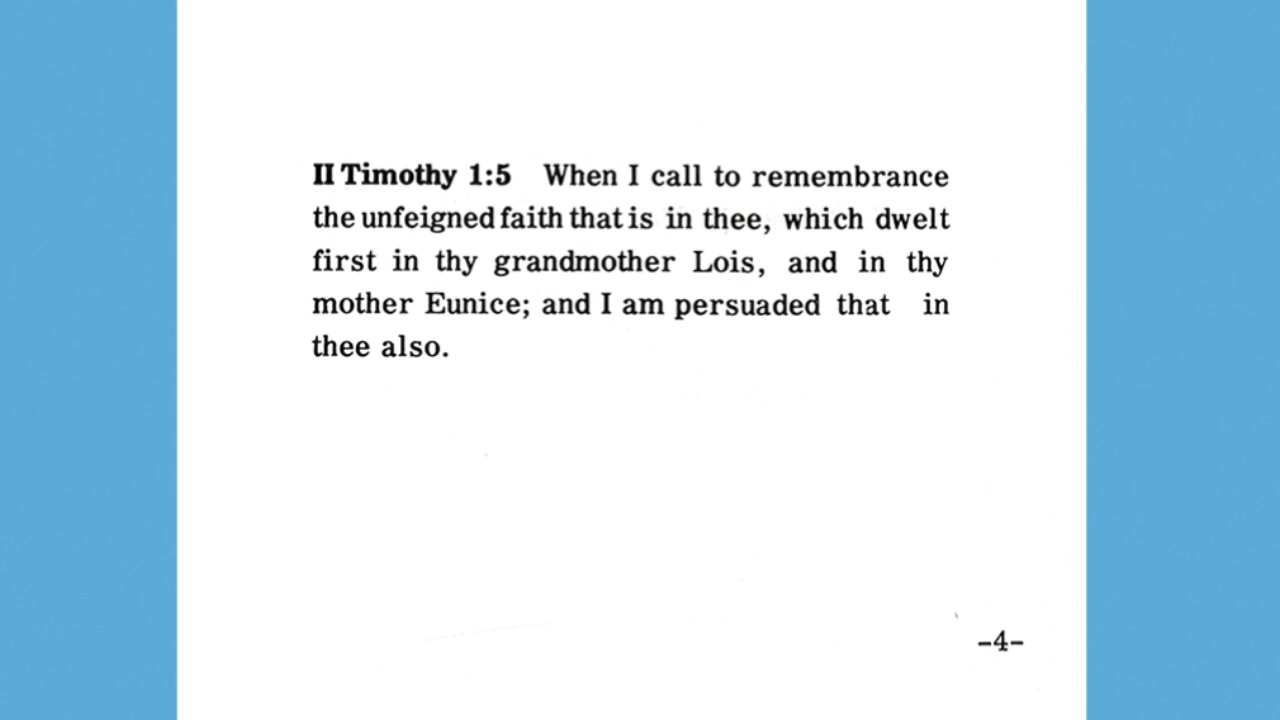 II Timothy 1:5 When I call to remembrance
the unfeigned faith that is in thee, which dwelt
first in thy grandmother Lois, and in thy
mother Eunice; and I am persuaded that in
thee also.
-4-